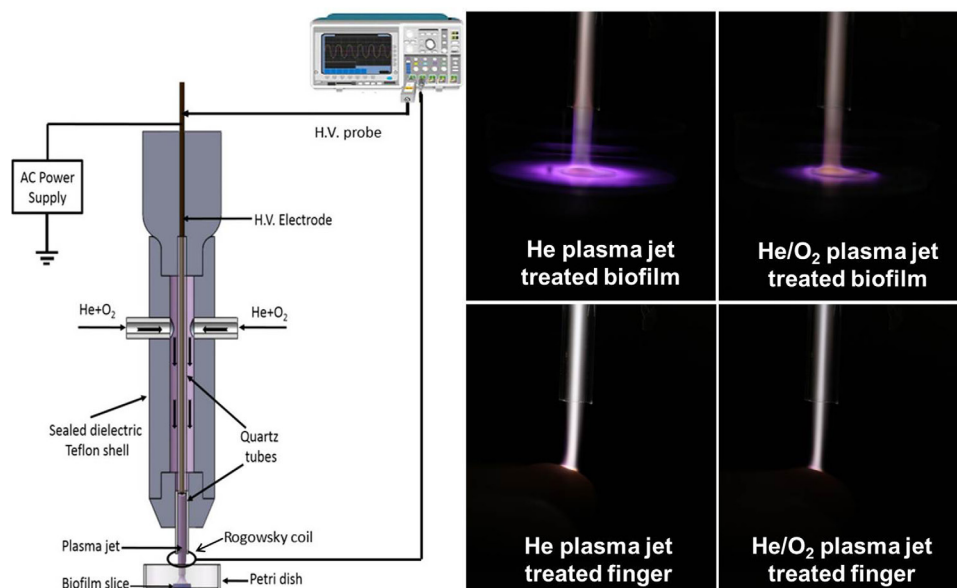 H.V. probe
AC Power
Supply
H.V. Electrode
He+O₂
He+O₂
Sealed dielectric
Teflon shell
Quartz
tubes
Plasma jet
Rogowsky coil
Biofilm slice
Petri dish
He plasma jet
treated biofilm
He/O₂ plasma jet
treated biofilm
He plasma jet
treated finger
He/O₂ plasma jet
treated finger